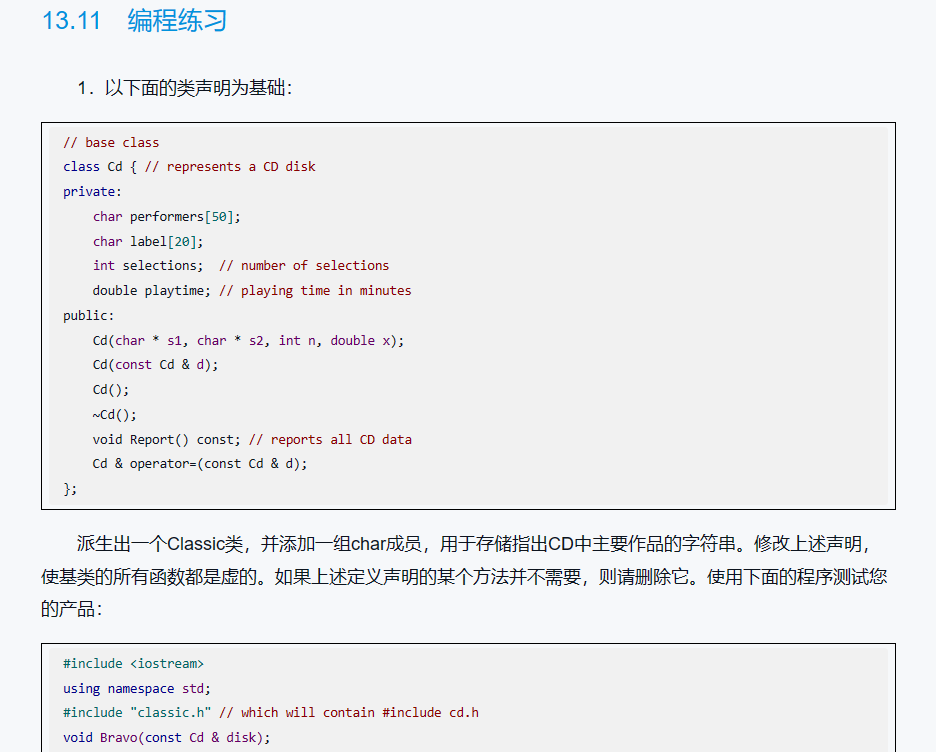 13.11 编程练习
1．以下面的类声明为基础：
// base class
class Cd { // represents a CD disk
private:
    char performers[50];
    char label[20];
    int selections;  // number of selections
    double playtime; // playing time in minutes
public:
    Cd(char * s1, char * s2, int n, double x);
    Cd(const Cd & d);
    Cd();
    ~Cd();
    void Report() const; // reports all CD data
    Cd & operator=(const Cd & d);
};
派生出一个Classic类，并添加一组char成员，用于存储指出CD中主要作品的字符串。修改上述声明，
使基类的所有函数都是虚的。如果上述定义声明的某个方法并不需要，则请删除它。使用下面的程序测试您
的产品：
#include <iostream>
using namespace std;
#include "classic.h" // which will contain #include cd.h
void Bravo(const Cd & disk);